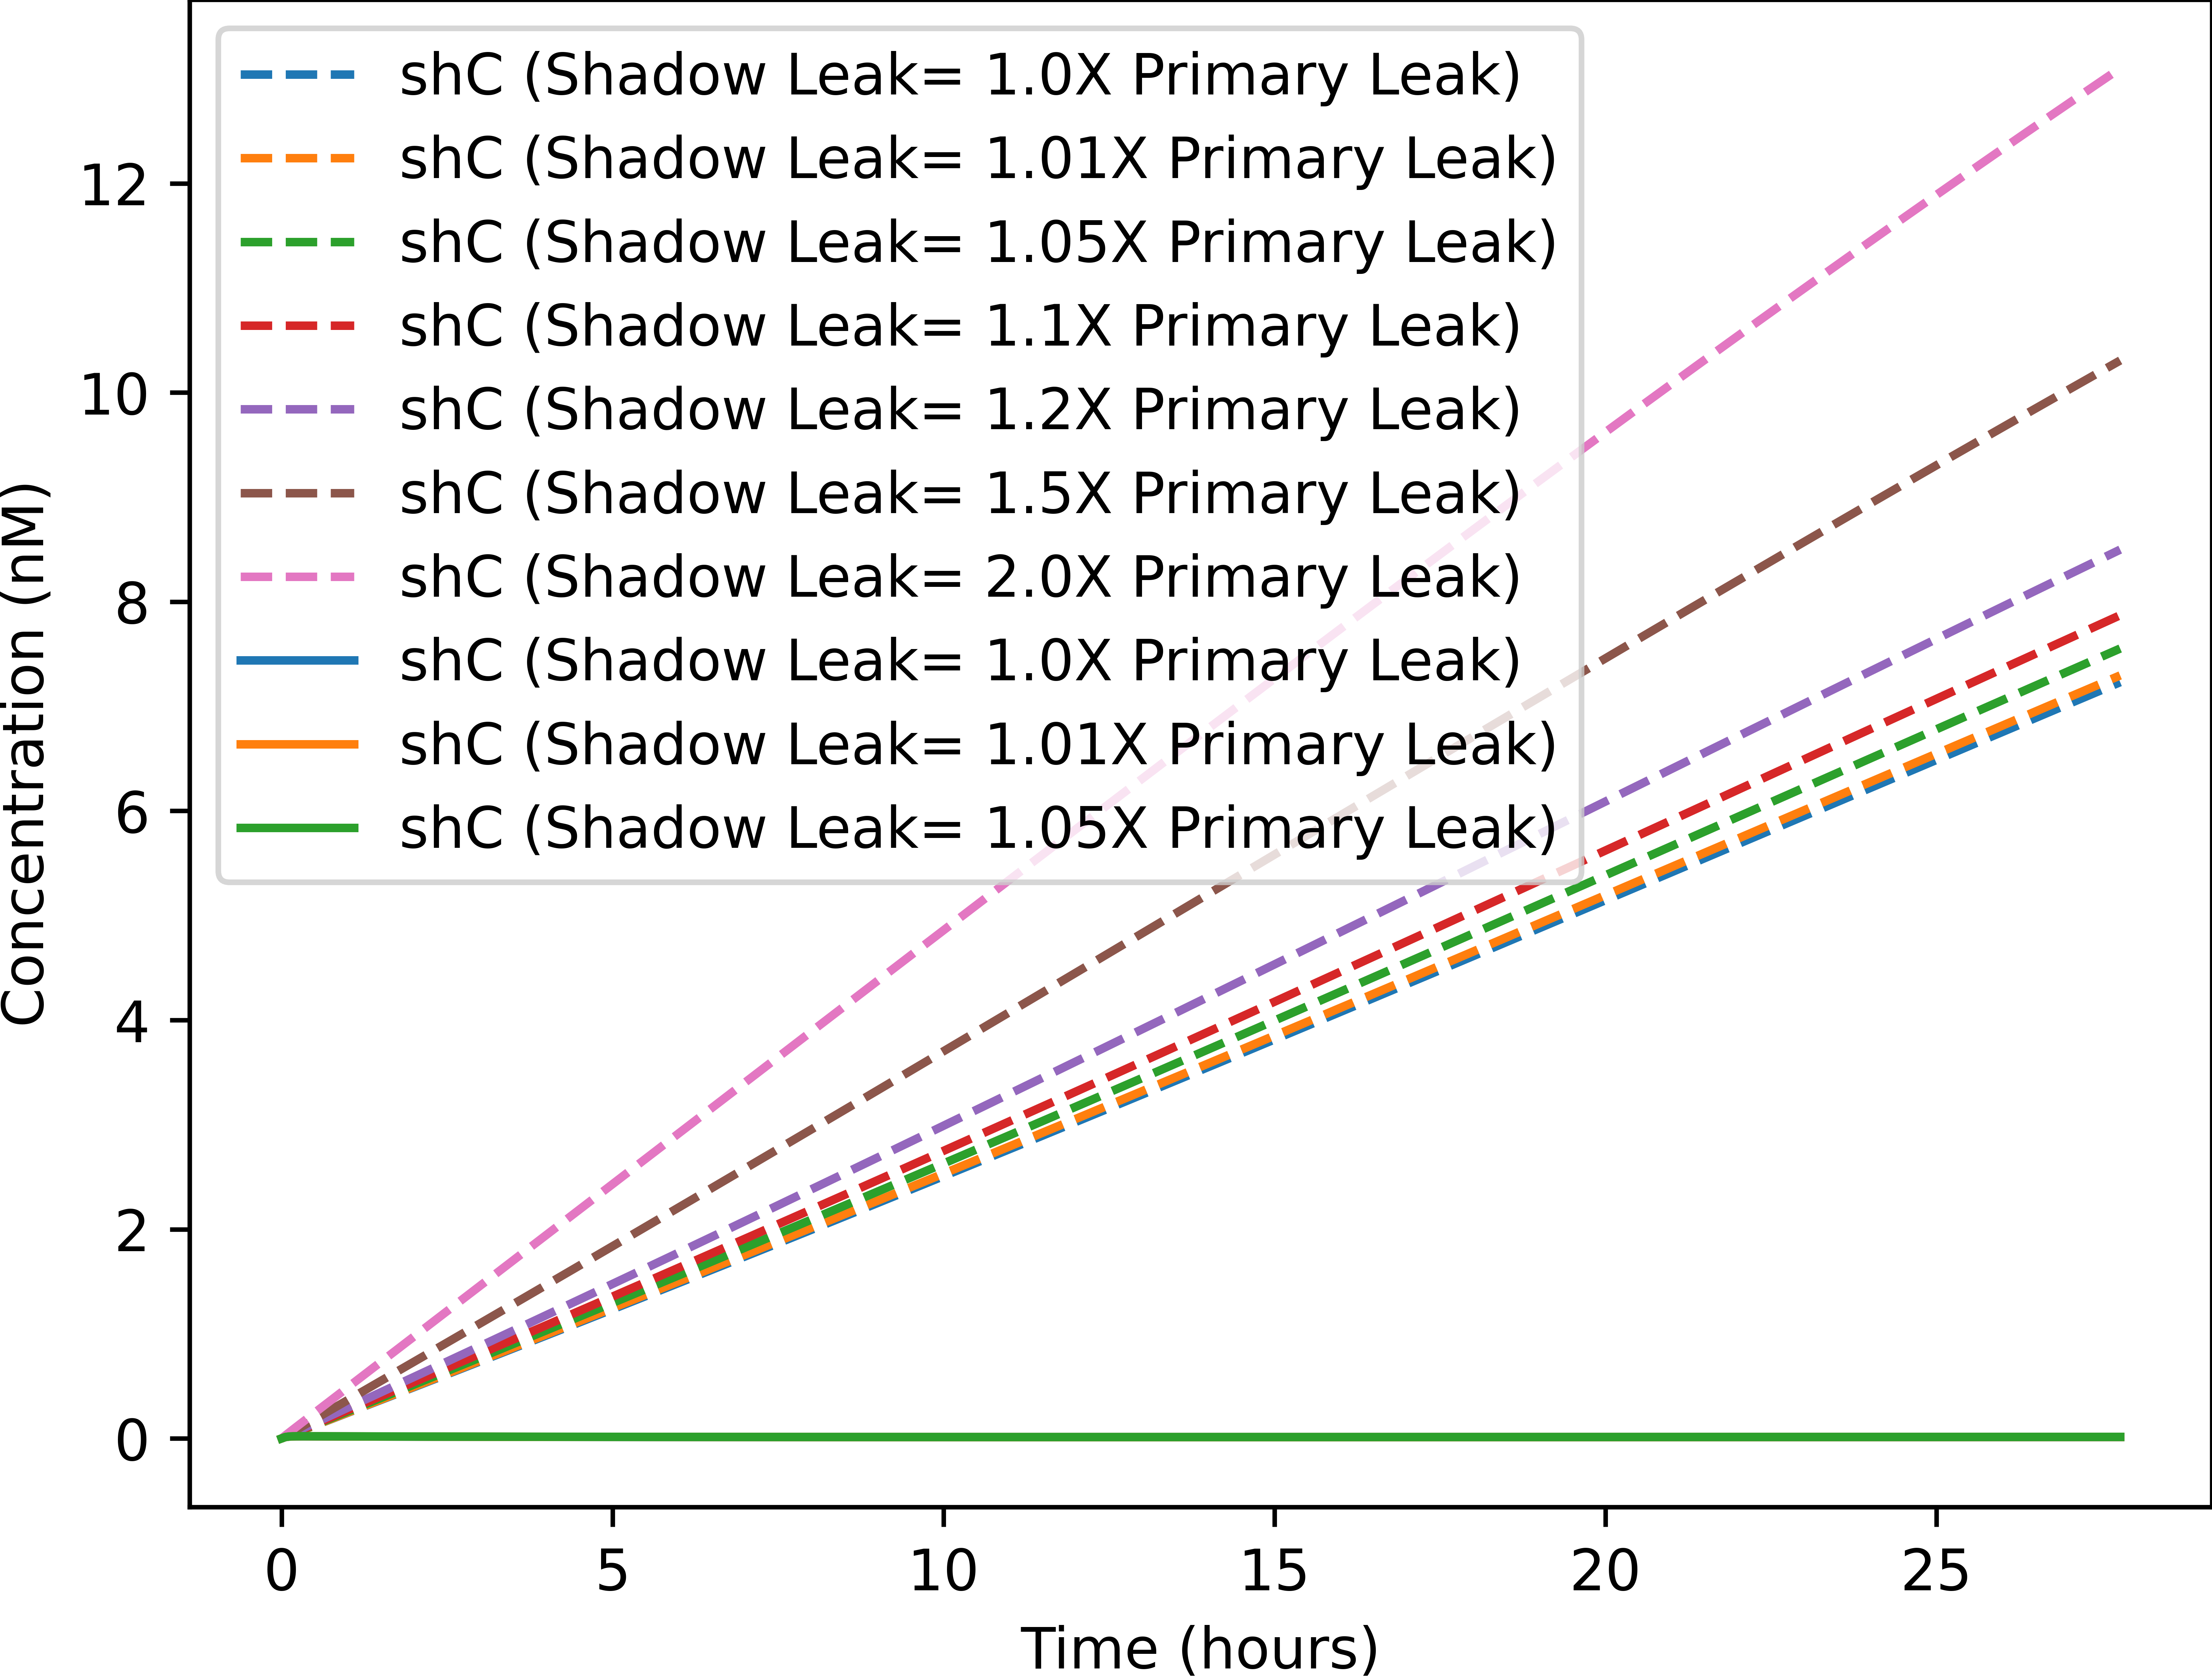 shC (Shadow Leak= 1.0X Primary Leak)
shC (Shadow Leak= 1.01X Primary Leak)
shC (Shadow Leak= 1.05X Primary Leak)
shC (Shadow Leak= 1.1X Primary Leak)
shC (Shadow Leak= 1.2X Primary Leak)
shC (Shadow Leak= 1.5X Primary Leak)
shC (Shadow Leak= 2.0X Primary Leak)
shC (Shadow Leak= 1.0X Primary Leak)
shC (Shadow Leak= 1.01X Primary Leak)
shC (Shadow Leak= 1.05X Primary Leak)
Concentration (nM)
12
10
8
6
4
2
0
0 5 10 15 20 25
Time (hours)